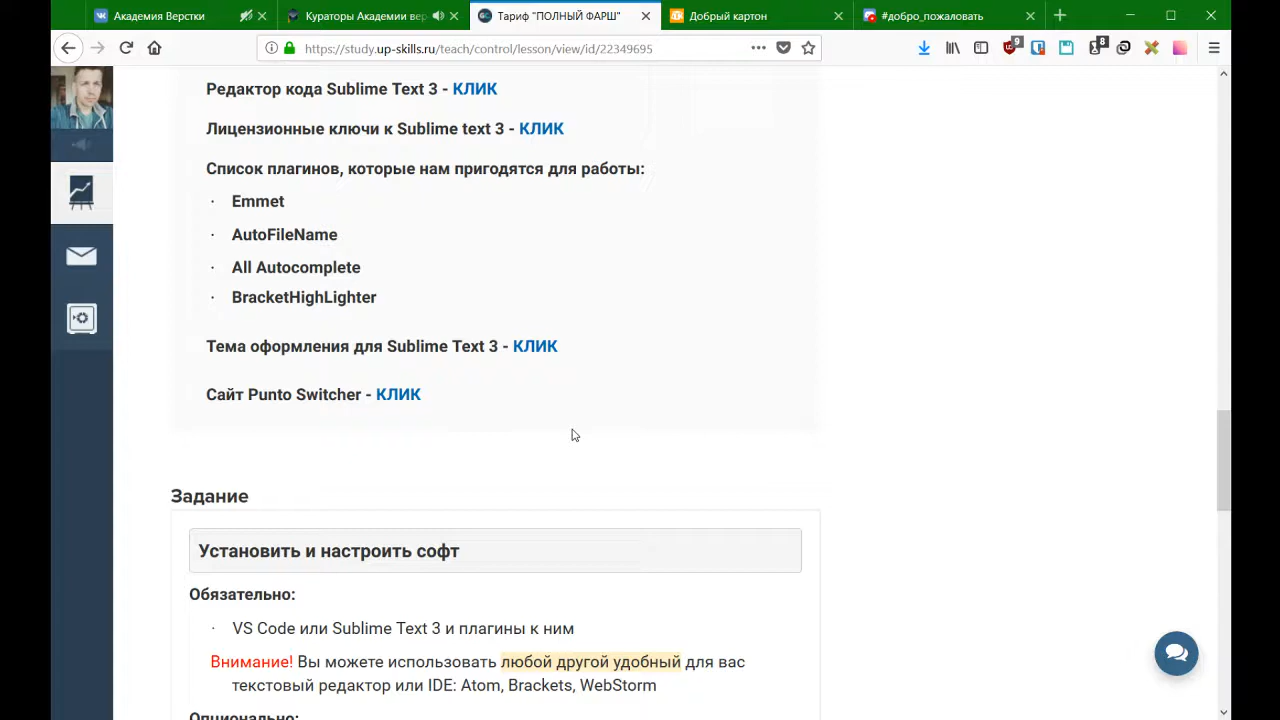 Академия Верстки
Кураторы Академии вер
Тариф "ПОЛНЫЙ ФАРШ"
Добрый картон
#добро_пожаловать
https://study.up-skills.ru/teach/control/lesson/view/id/22349695
9
8
Редактор кода Sublime Text 3 - КЛИК
Лицензионные ключи к Sublime text 3 - КЛИК
Список плагинов, которые нам пригодятся для работы:
· Emmet
· AutoFileName
· All Autocomplete
· BracketHighLighter
Тема оформления для Sublime Text 3 - КЛИК
Сайт Punto Switcher - КЛИК
Задание
Установить и настроить софт
Обязательно:
· VS Code или Sublime Text 3 и плагины к ним
Внимание! Вы можете использовать любой другой удобный для вас
текстовый редактор или IDE: Atom, Brackets, WebStorm
Опционально: